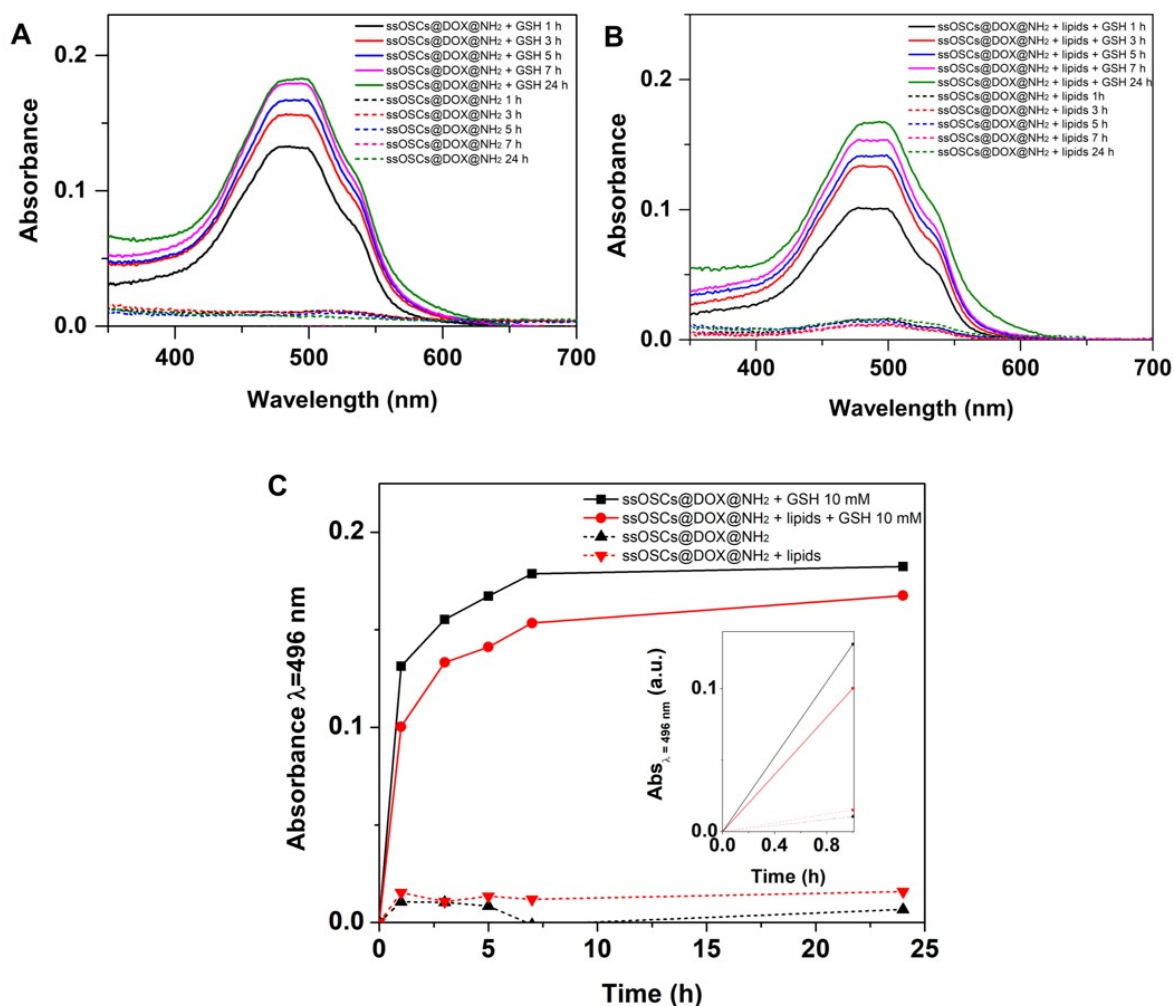 A
0.2
0.1
0.0
Absorbance
ssOSCs@DOX@NH₂ + GSH 1 h
ssOSCs@DOX@NH₂ + GSH 3 h
ssOSCs@DOX@NH₂ + GSH 5 h
ssOSCs@DOX@NH₂ + GSH 7 h
ssOSCs@DOX@NH₂ + GSH 24 h
ssOSCs@DOX@NH₂ 1 h
ssOSCs@DOX@NH₂ 3 h
ssOSCs@DOX@NH₂ 5 h
ssOSCs@DOX@NH₂ 7 h
ssOSCs@DOX@NH₂ 24 h
400 500 600 700
Wavelength (nm)
B
0.2
0.1
0.0
Absorbance
ssOSCs@DOX@NH₂ + lipids + GSH 1 h
ssOSCs@DOX@NH₂ + lipids + GSH 3 h
ssOSCs@DOX@NH₂ + lipids + GSH 5 h
ssOSCs@DOX@NH₂ + lipids + GSH 7 h
ssOSCs@DOX@NH₂ + lipids + GSH 24 h
ssOSCs@DOX@NH₂ + lipids 1h
ssOSCs@DOX@NH₂ + lipids 3 h
ssOSCs@DOX@NH₂ + lipids 5 h
ssOSCs@DOX@NH₂ + lipids 7 h
ssOSCs@DOX@NH₂ + lipids 24 h
400 500 600 700
Wavelength (nm)
C
0.2
0.1
0.0
Absorbance λ=496 nm
ssOSCs@DOX@NH₂ + GSH 10 mM
ssOSCs@DOX@NH₂ + lipids + GSH 10 mM
ssOSCs@DOX@NH₂
ssOSCs@DOX@NH₂ + lipids
0.1
0.0
Abs λ = 496 nm (a.u.)
0.0 0.4 0.8
Time (h)
0 5 10 15 20 25
Time (h)